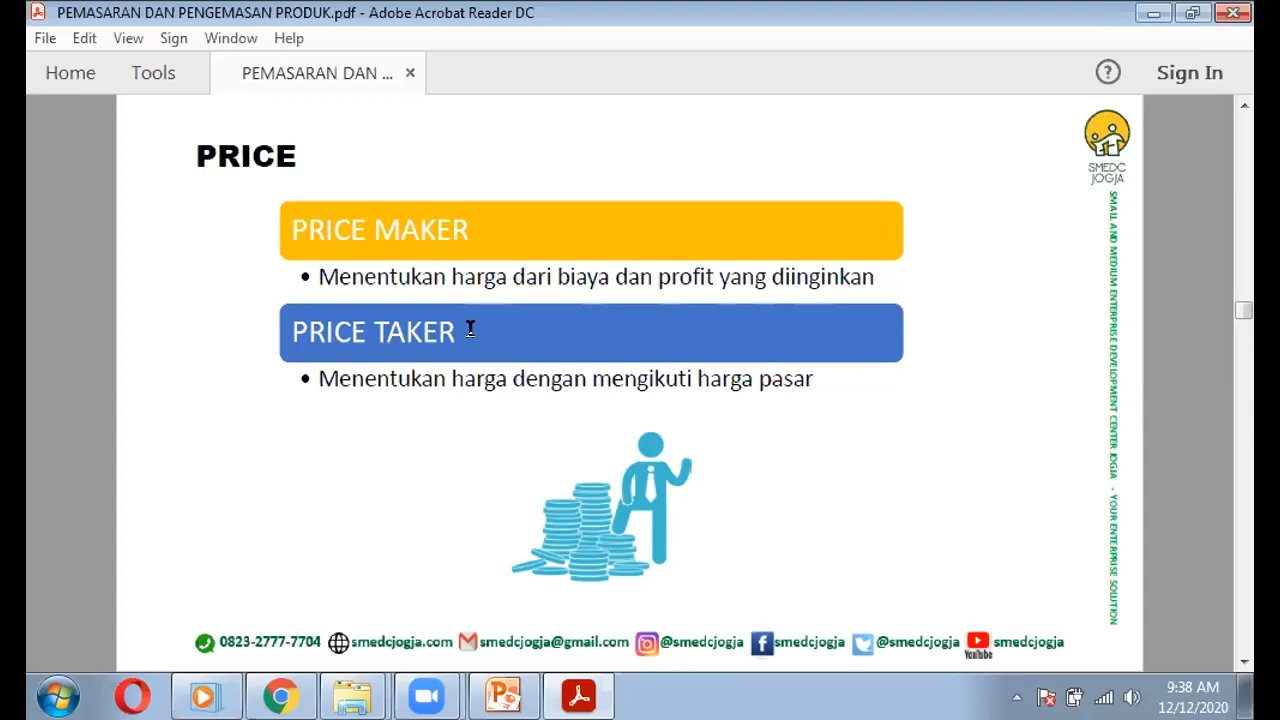 PEMASARAN DAN PENGEMASAN PRODUK.pdf - Adobe Acrobat Reader DC
File Edit View Sign Window Help
Home Tools PEMASARAN DAN ... × ? Sign In
PRICE
SMEDC
JOGJA
PRICE MAKER
• Menentukan harga dari biaya dan profit yang diinginkan
PRICE TAKER
• Menentukan harga dengan mengikuti harga pasar
SMALL AND MEDIUM ENTERPRISE DEVELOPMENT CENTER JOGJA - YOUR ENTERPRISE SOLUTION
0823-2777-7704 smedcjogja.com smedcjogja@gmail.com @smedcjogja smedcjogja @smedcjogja YouTube smedcjogja
9:38 AM
12/12/2020